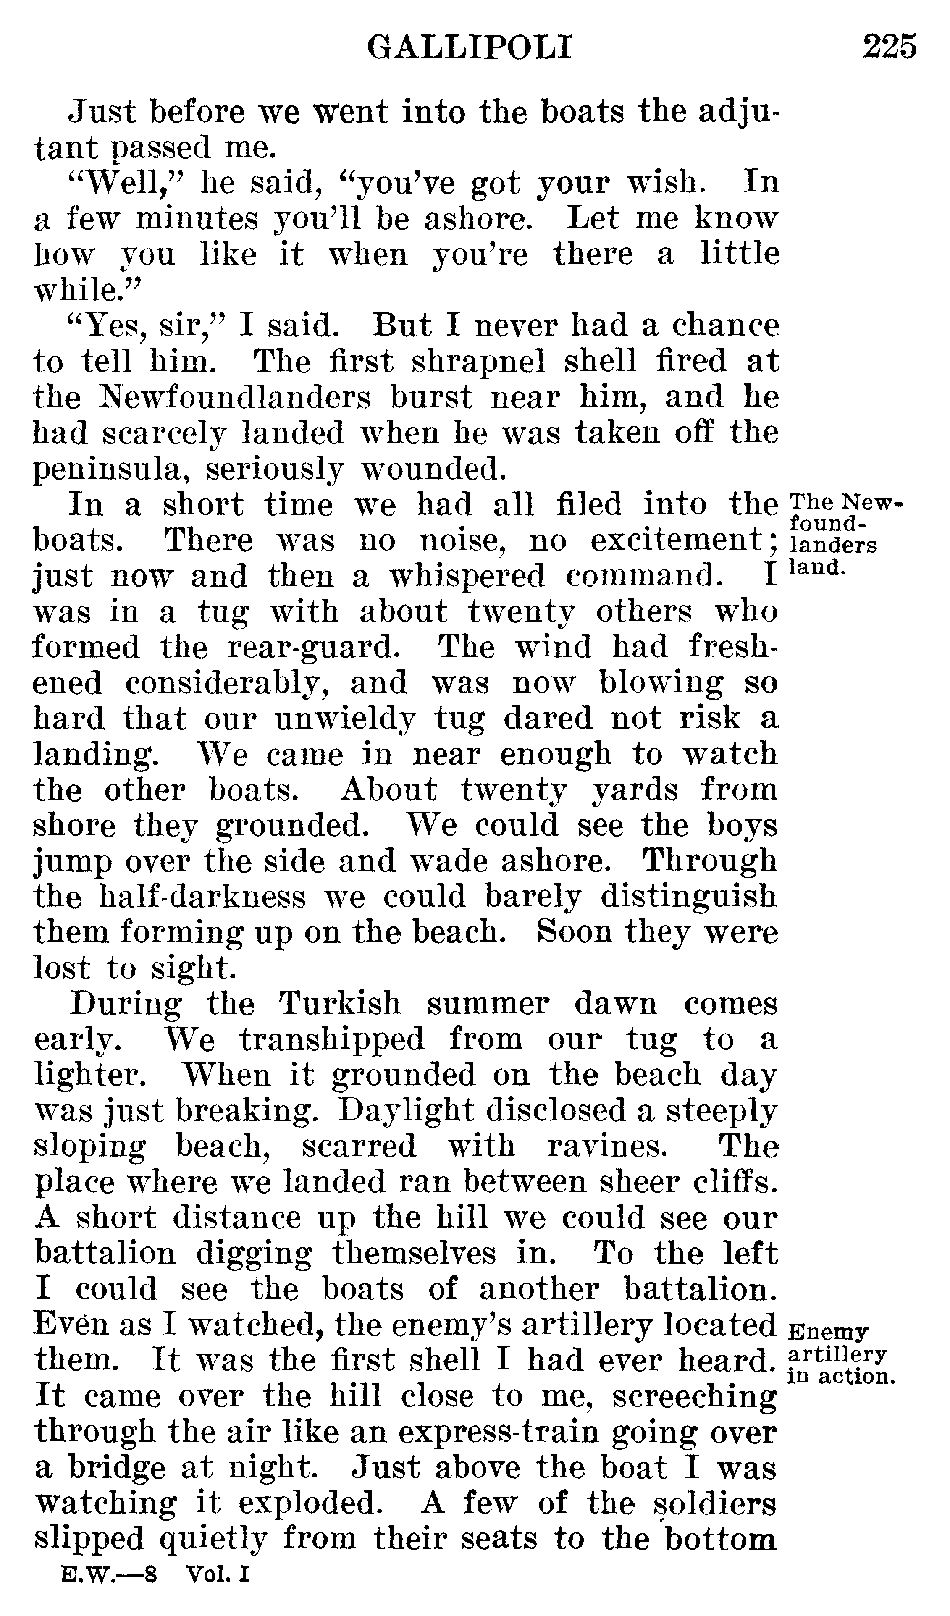 GALLIPOLI 225
Just before we went into the boats the adju-
tant passed me.
“Well,” he said, “you’ve got your wish. In
a few minutes you’ll be ashore. Let me know
how you like it when you’re there a little
while.”
“Yes, sir,” I said. But I never had a chance
to tell him. The first shrapnel shell fired at
the Newfoundlanders burst near him, and he
had scarcely landed when he was taken off the
peninsula, seriously wounded.
In a short time we had all filed into the
boats. There was no noise, no excitement;
just now and then a whispered command. I
was in a tug with about twenty others who
formed the rear-guard. The wind had fresh-
ened considerably, and was now blowing so
hard that our unwieldy tug dared not risk a
landing. We came in near enough to watch
the other boats. About twenty yards from
shore they grounded. We could see the boys
jump over the side and wade ashore. Through
the half-darkness we could barely distinguish
them forming up on the beach. Soon they were
lost to sight.
The New-
found-
landers
land.
During the Turkish summer dawn comes
early. We transhipped from our tug to a
lighter. When it grounded on the beach day
was just breaking. Daylight disclosed a steeply
sloping beach, scarred with ravines. The
place where we landed ran between sheer cliffs.
A short distance up the hill we could see our
battalion digging themselves in. To the left
I could see the boats of another battalion.
Even as I watched, the enemy’s artillery located
them. It was the first shell I had ever heard.
It came over the hill close to me, screeching
through the air like an express-train going over
a bridge at night. Just above the boat I was
watching it exploded. A few of the soldiers
slipped quietly from their seats to the bottom
Enemy
artillery
in action.
E.W.—8 Vol. I